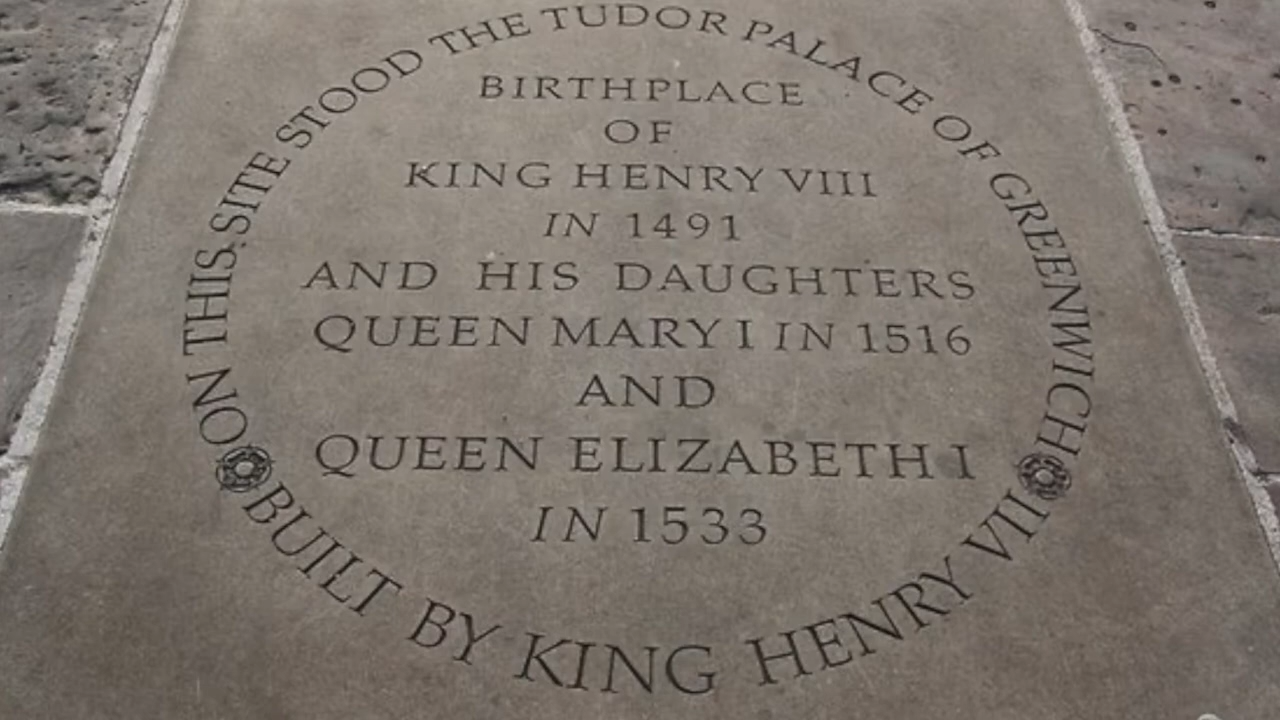 ON THIS SITE STOOD THE TUDOR PALACE OF GREENWICH
BIRTHPLACE
OF
KING HENRY VIII
IN 1491
AND HIS DAUGHTERS
QUEEN MARY I IN 1516
AND
QUEEN ELIZABETH I
IN 1533
BUILT BY KING HENRY VII